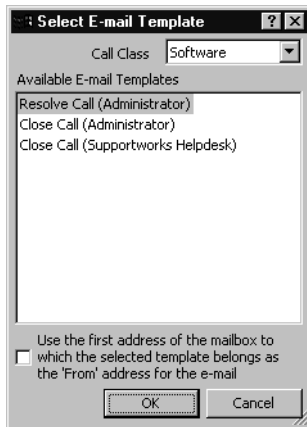 Select E-mail Template
Call Class Software
Available E-mail Templates
Resolve Call (Administrator)
Close Call (Administrator)
Close Call (Supportworks Helpdesk)
Use the first address of the mailbox to
which the selected template belongs as
the 'From' address for the e-mail
OK Cancel